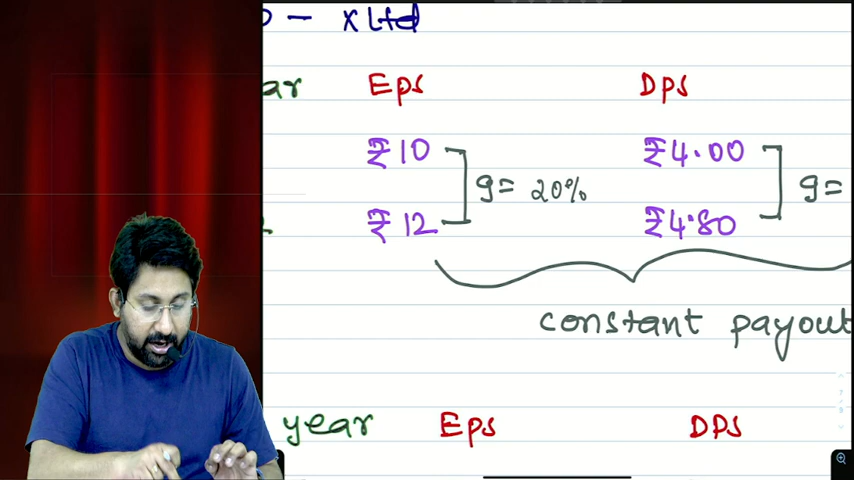 – X Ltd
ar Eps Dps
₹10 ₹4.00
g= 20% g=
₹12 ₹4.80
constant payout
year Eps DPS